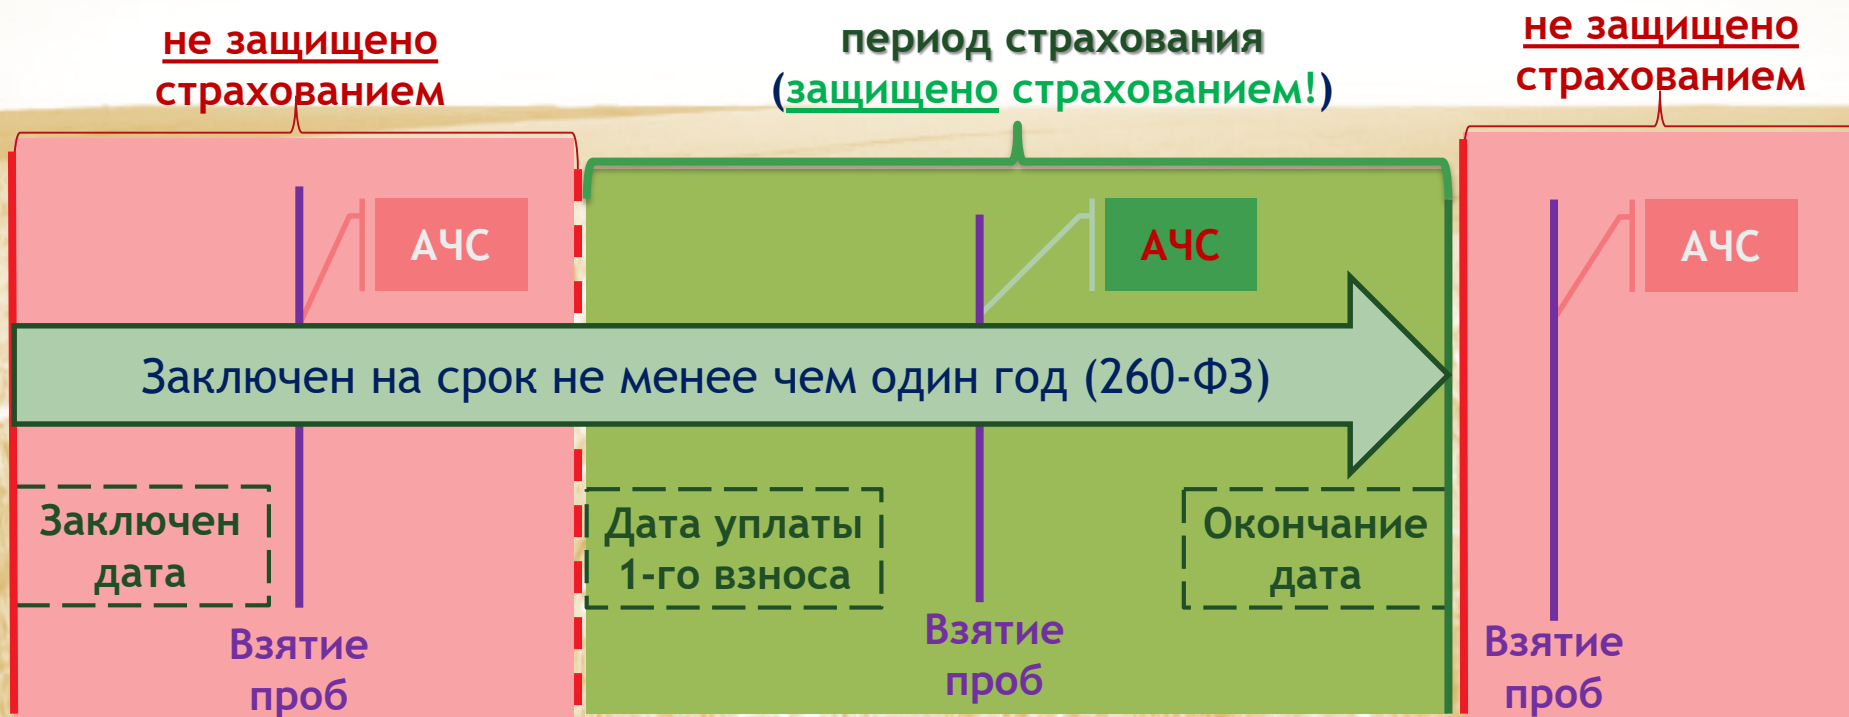 не защищено
страхованием
период страхования
(защищено страхованием!)
не защищено
страхованием
АЧС
АЧС
АЧС
Заключен на срок не менее чем один год (260-ФЗ)
Заключен
дата
Дата уплаты
1-го взноса
Окончание
дата
Взятие
проб
Взятие
проб
Взятие
проб